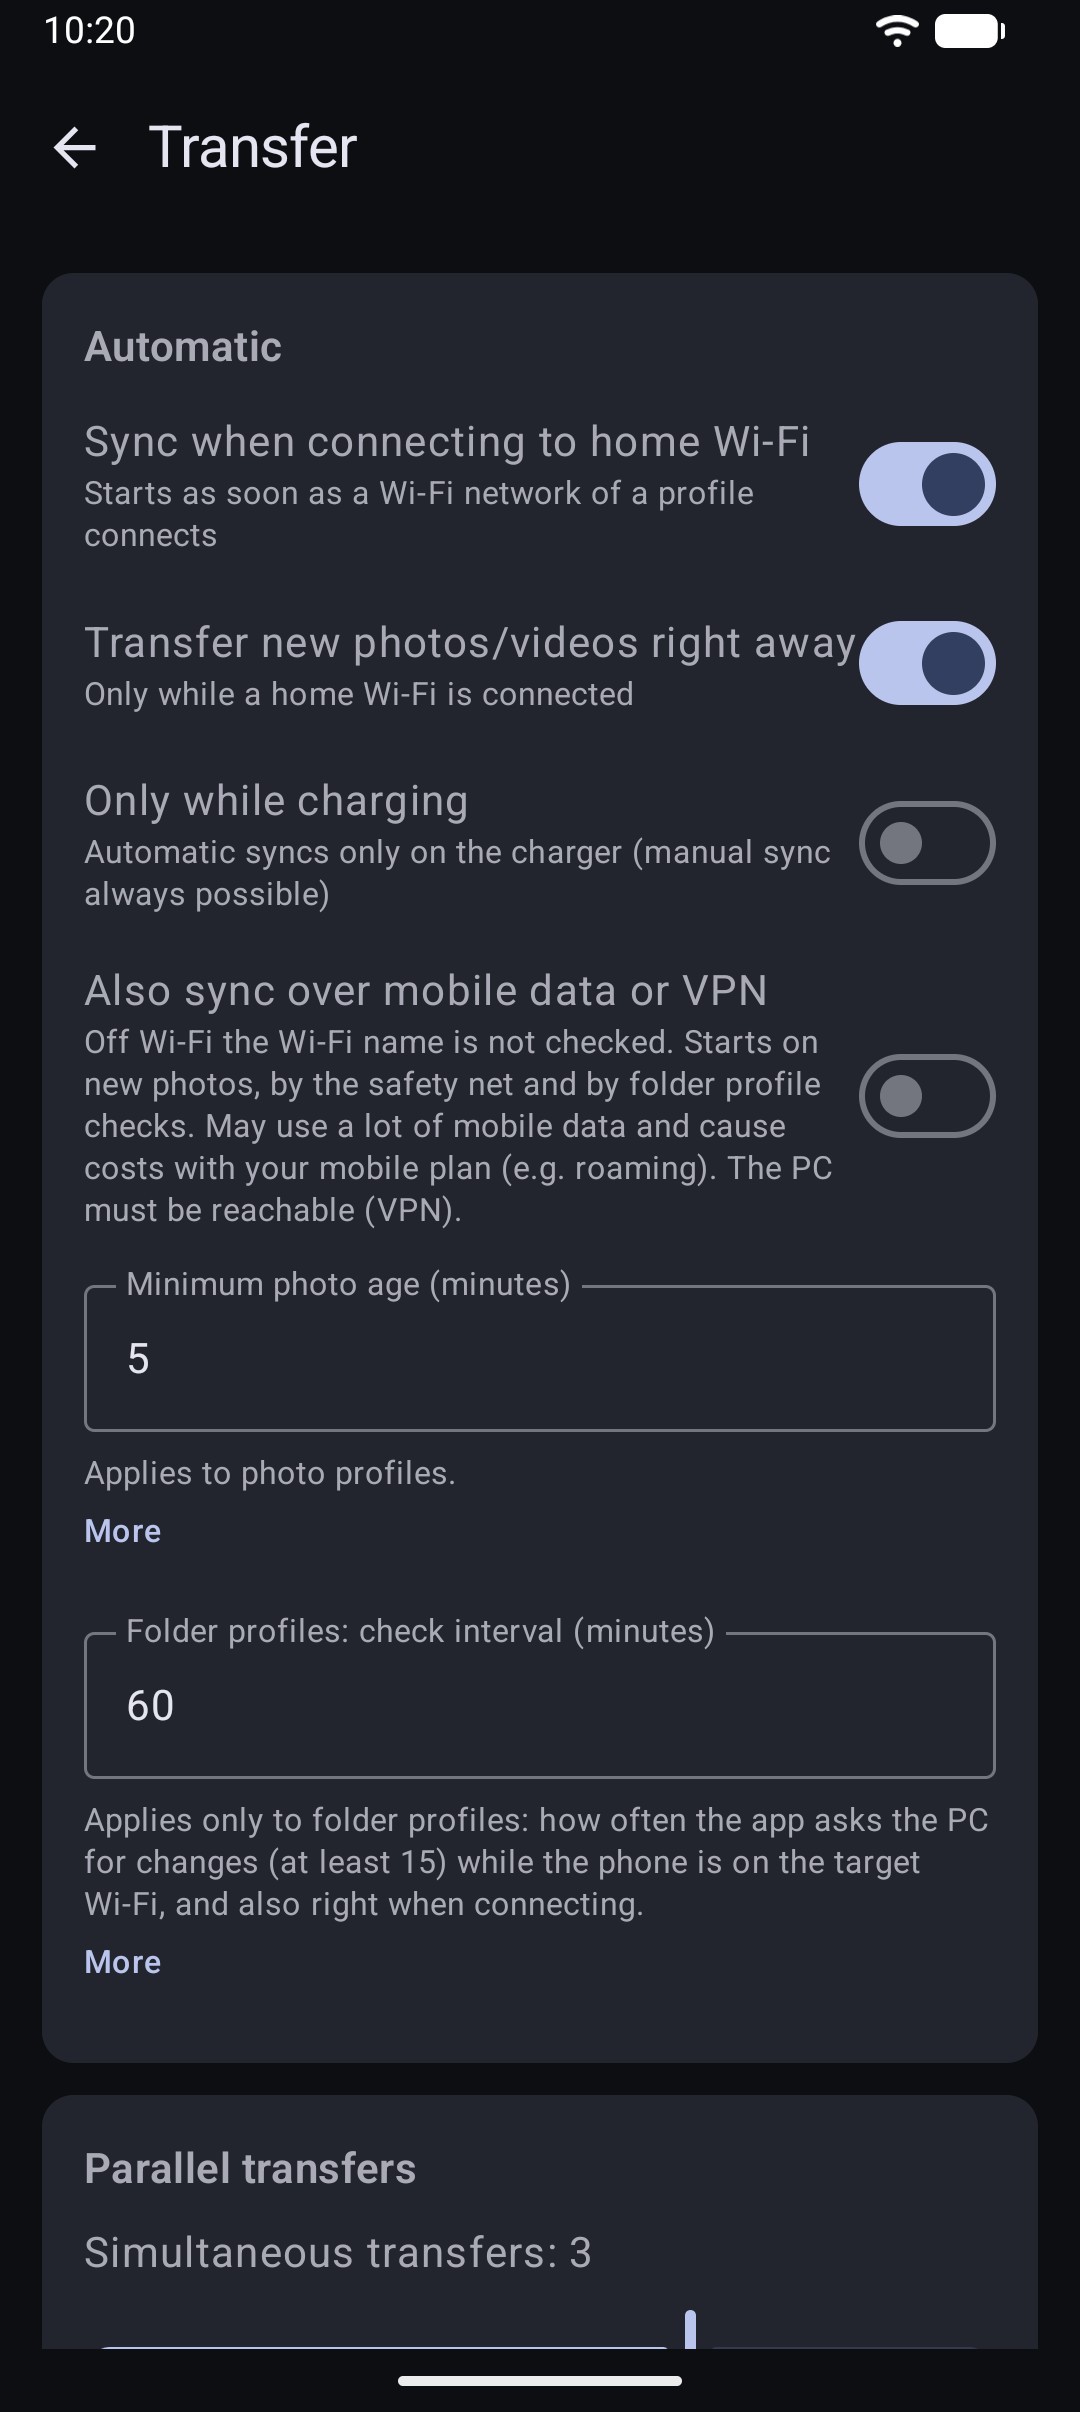 10:20
Transfer
Automatic
Sync when connecting to home Wi-Fi
Starts as soon as a Wi-Fi network of a profile
connects
Transfer new photos/videos right away
Only while a home Wi-Fi is connected
Only while charging
Automatic syncs only on the charger (manual sync
always possible)
Also sync over mobile data or VPN
Off Wi-Fi the Wi-Fi name is not checked. Starts on
new photos, by the safety net and by folder profile
checks. May use a lot of mobile data and cause
costs with your mobile plan (e.g. roaming). The PC
must be reachable (VPN).
Minimum photo age (minutes)
5
Applies to photo profiles.
More
Folder profiles: check interval (minutes)
60
Applies only to folder profiles: how often the app asks the PC
for changes (at least 15) while the phone is on the target
Wi-Fi, and also right when connecting.
More
Parallel transfers
Simultaneous transfers: 3